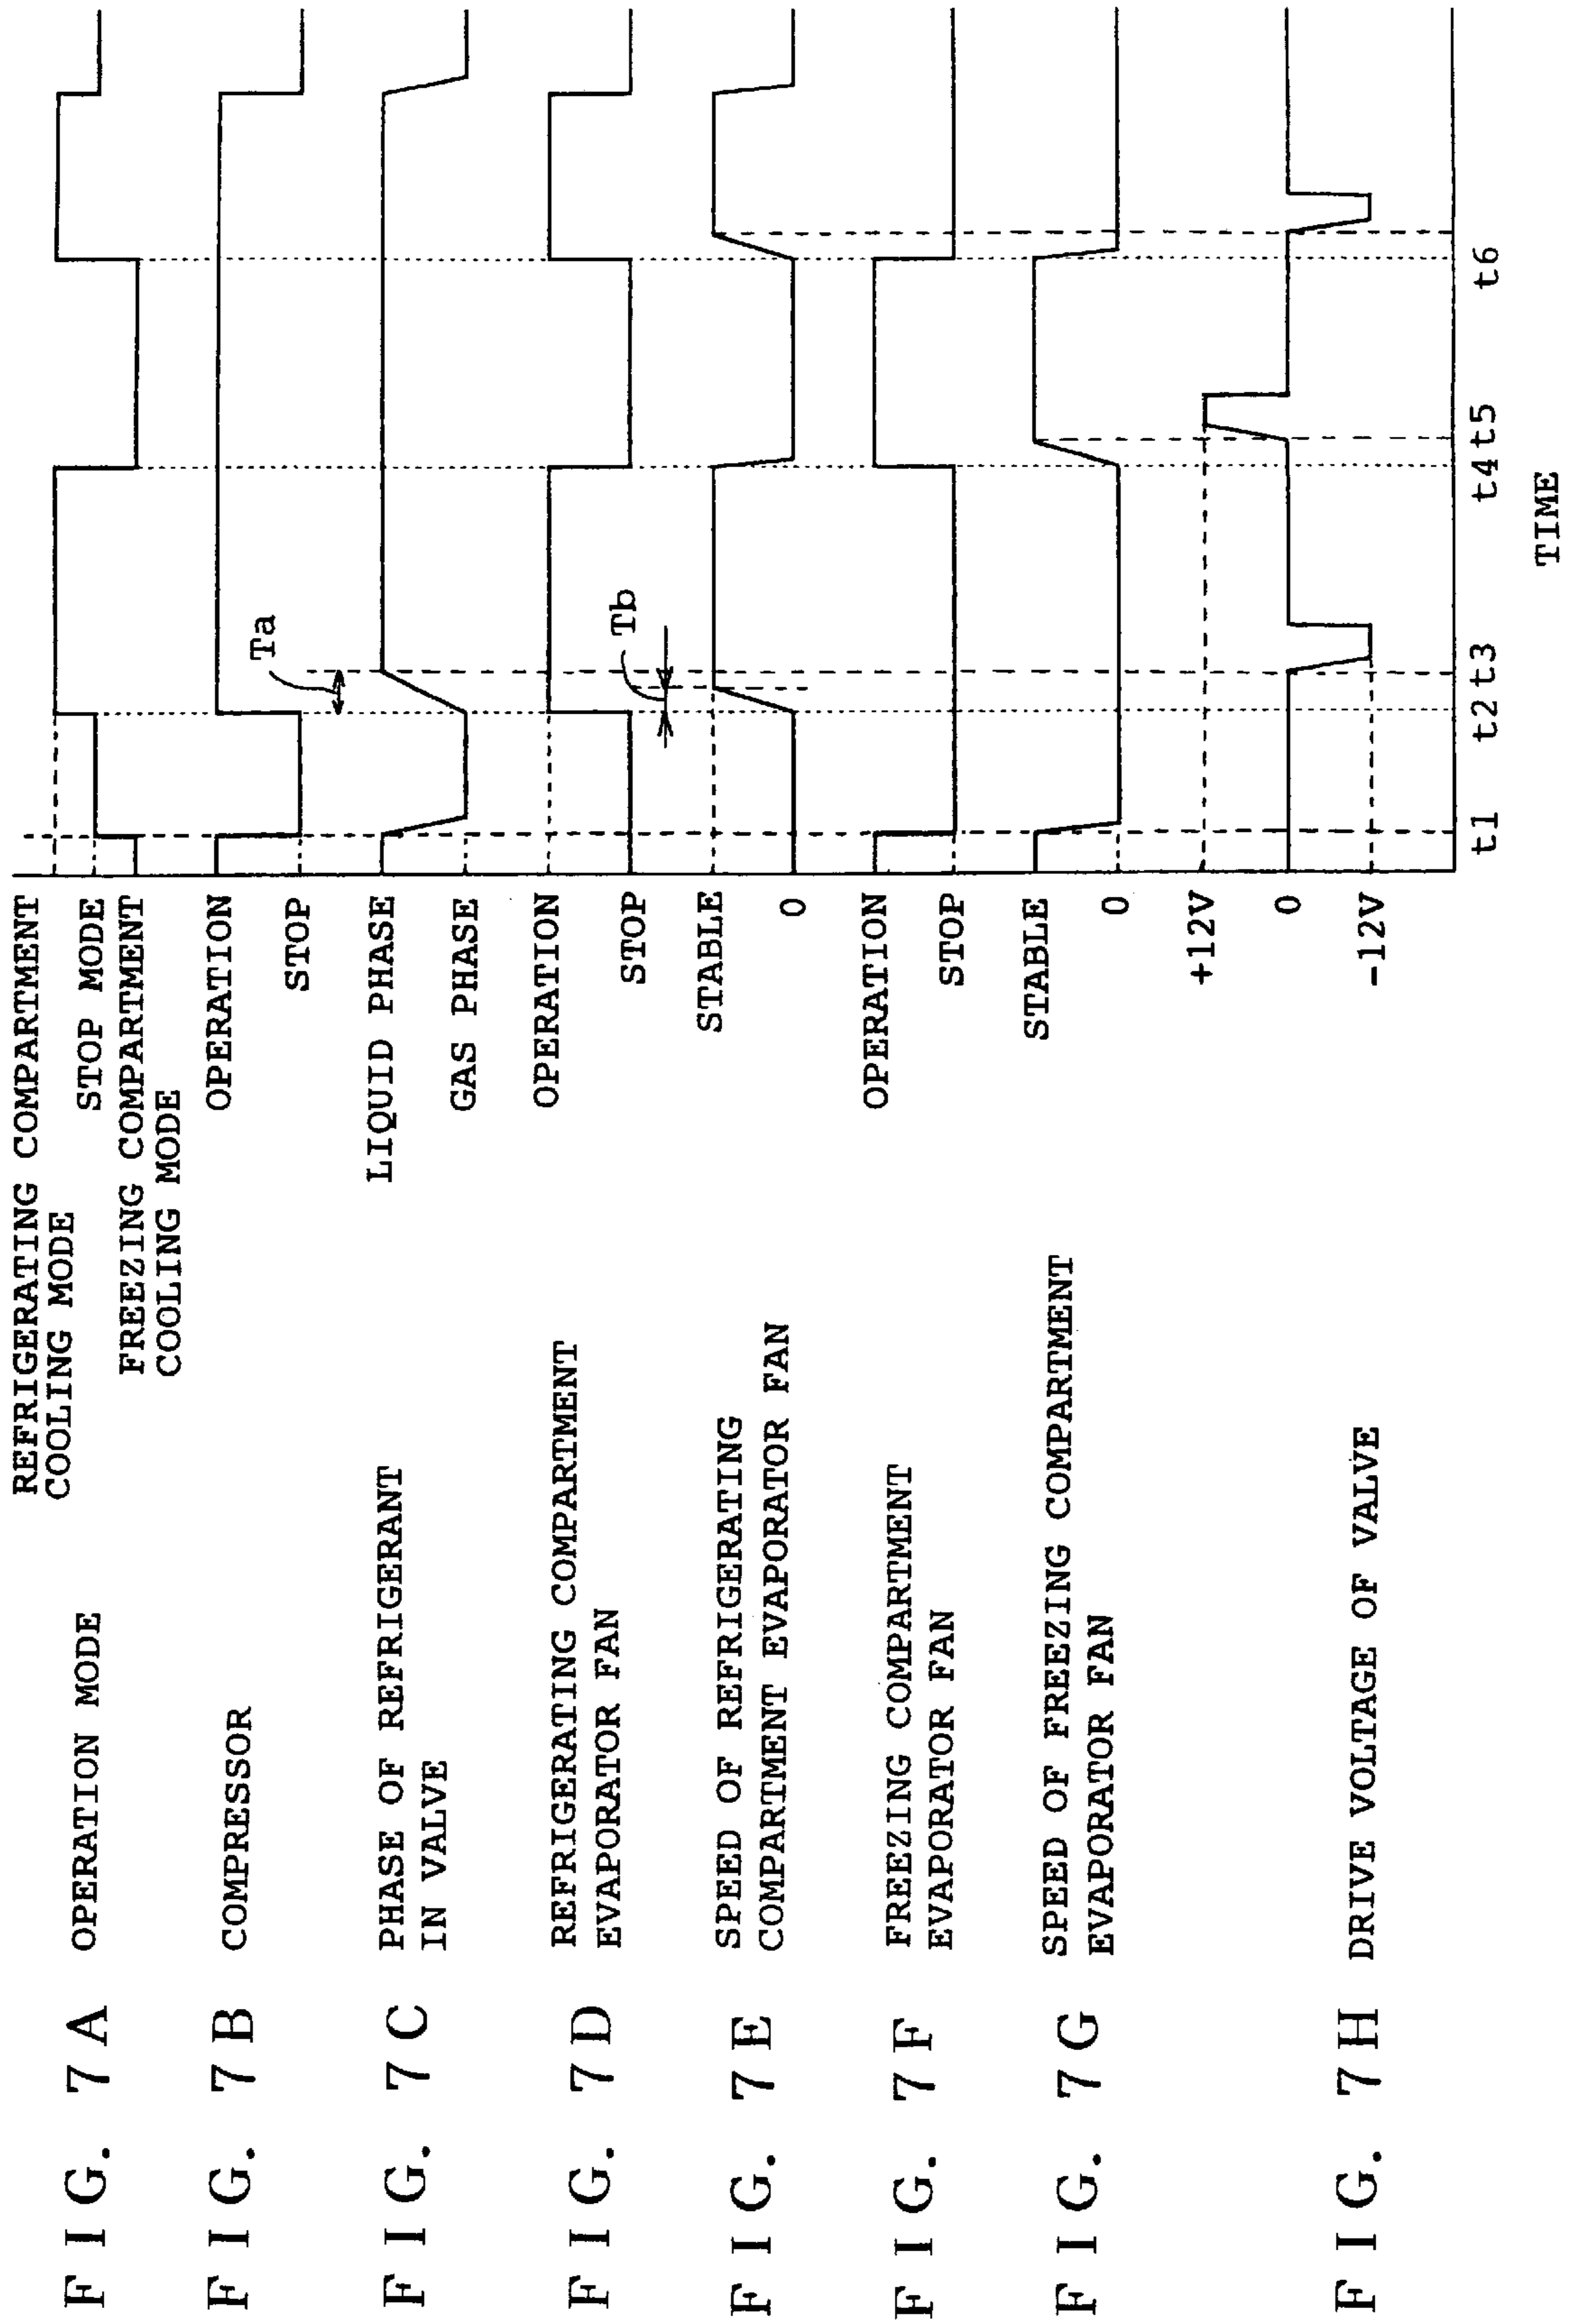 FIG. 7A OPERATION MODE
REFRIGERATING COMPARTMENT
COOLING MODE
STOP MODE
FREEZING COMPARTMENT
COOLING MODE
FIG. 7B COMPRESSOR
OPERATION
STOP
Ta
FIG. 7C PHASE OF REFRIGERANT
IN VALVE
LIQUID PHASE
GAS PHASE
FIG. 7D REFRIGERATING COMPARTMENT
EVAPORATOR FAN
OPERATION
STOP
Tb
FIG. 7E SPEED OF REFRIGERATING
COMPARTMENT EVAPORATOR FAN
STABLE
0
FIG. 7F FREEZING COMPARTMENT
EVAPORATOR FAN
OPERATION
STOP
FIG. 7G SPEED OF FREEZING COMPARTMENT
EVAPORATOR FAN
STABLE
0
FIG. 7H DRIVE VOLTAGE OF VALVE
+12V
0
-12V
t1 t2 t3 t4 t5 t6
TIME